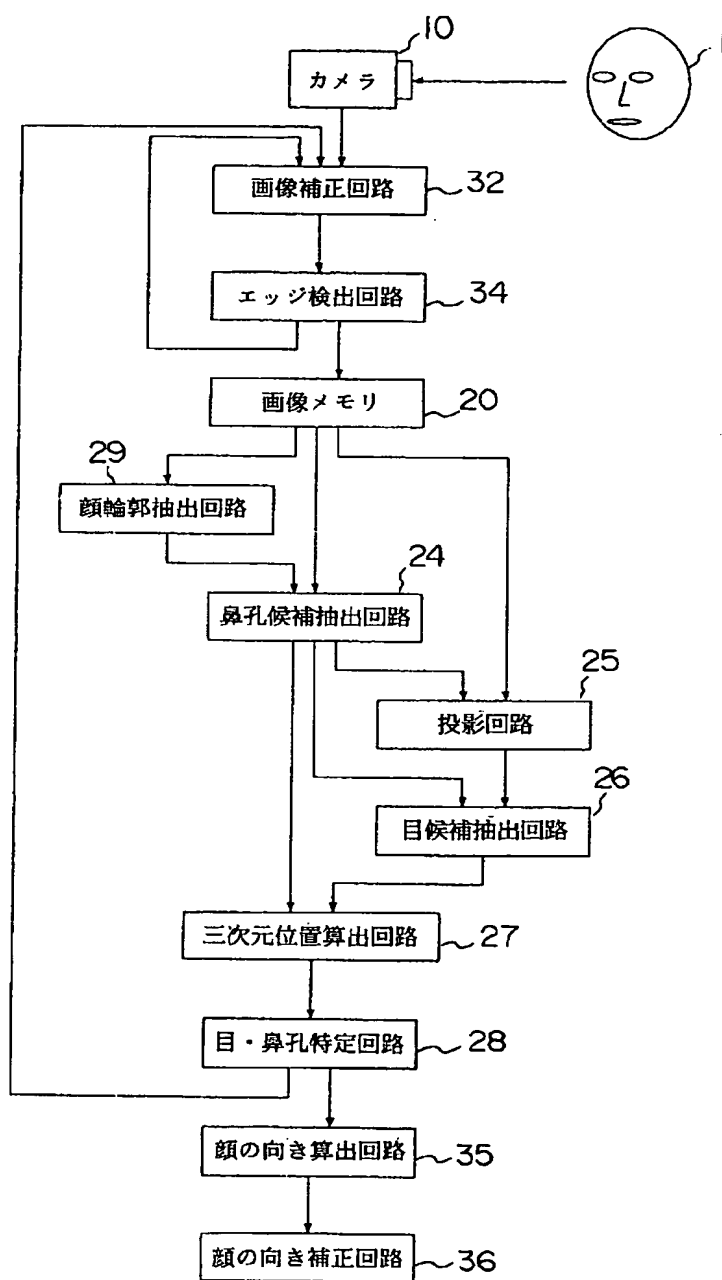 10
カメラ
画像補正回路
32
エッジ検出回路
34
画像メモリ
20
29
顔輪郭抽出回路
24
鼻孔候補抽出回路
25
投影回路
26
目候補抽出回路
三次元位置算出回路
27
目・鼻孔特定回路
28
顔の向き算出回路
35
顔の向き補正回路
36